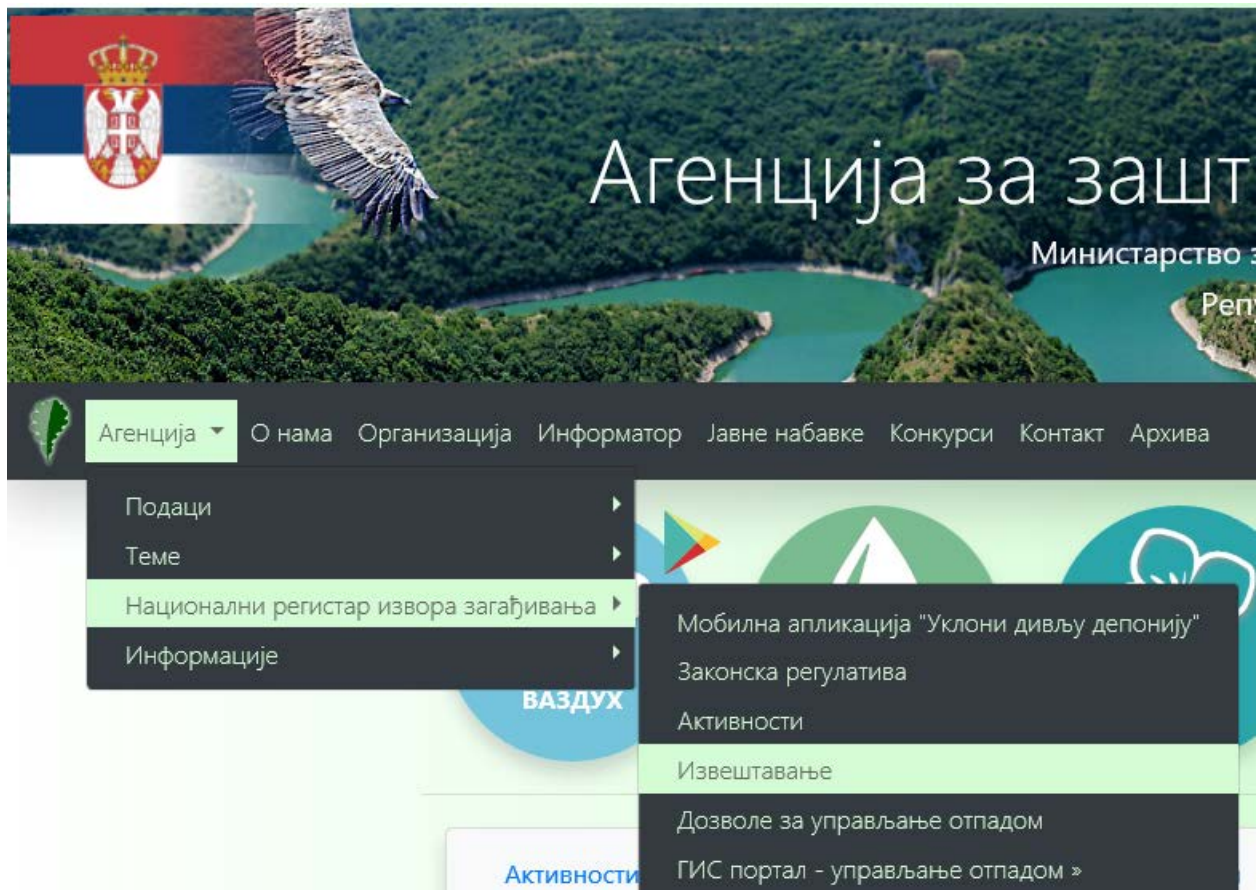 Агенција за зашт
Министарство з
Репу
Агенција О нама Организација Информатор Јавне набавке Конкурси Контакт Архива
Подаци
Теме
Национални регистар извора загађивања
Информације
Мобилна апликација "Уклони дивљу депонију"
Законска регулатива
Активности
Извештавање
Дозволе за управљање отпадом
ГИС портал - управљање отпадом »
ВАЗДУХ
Активности